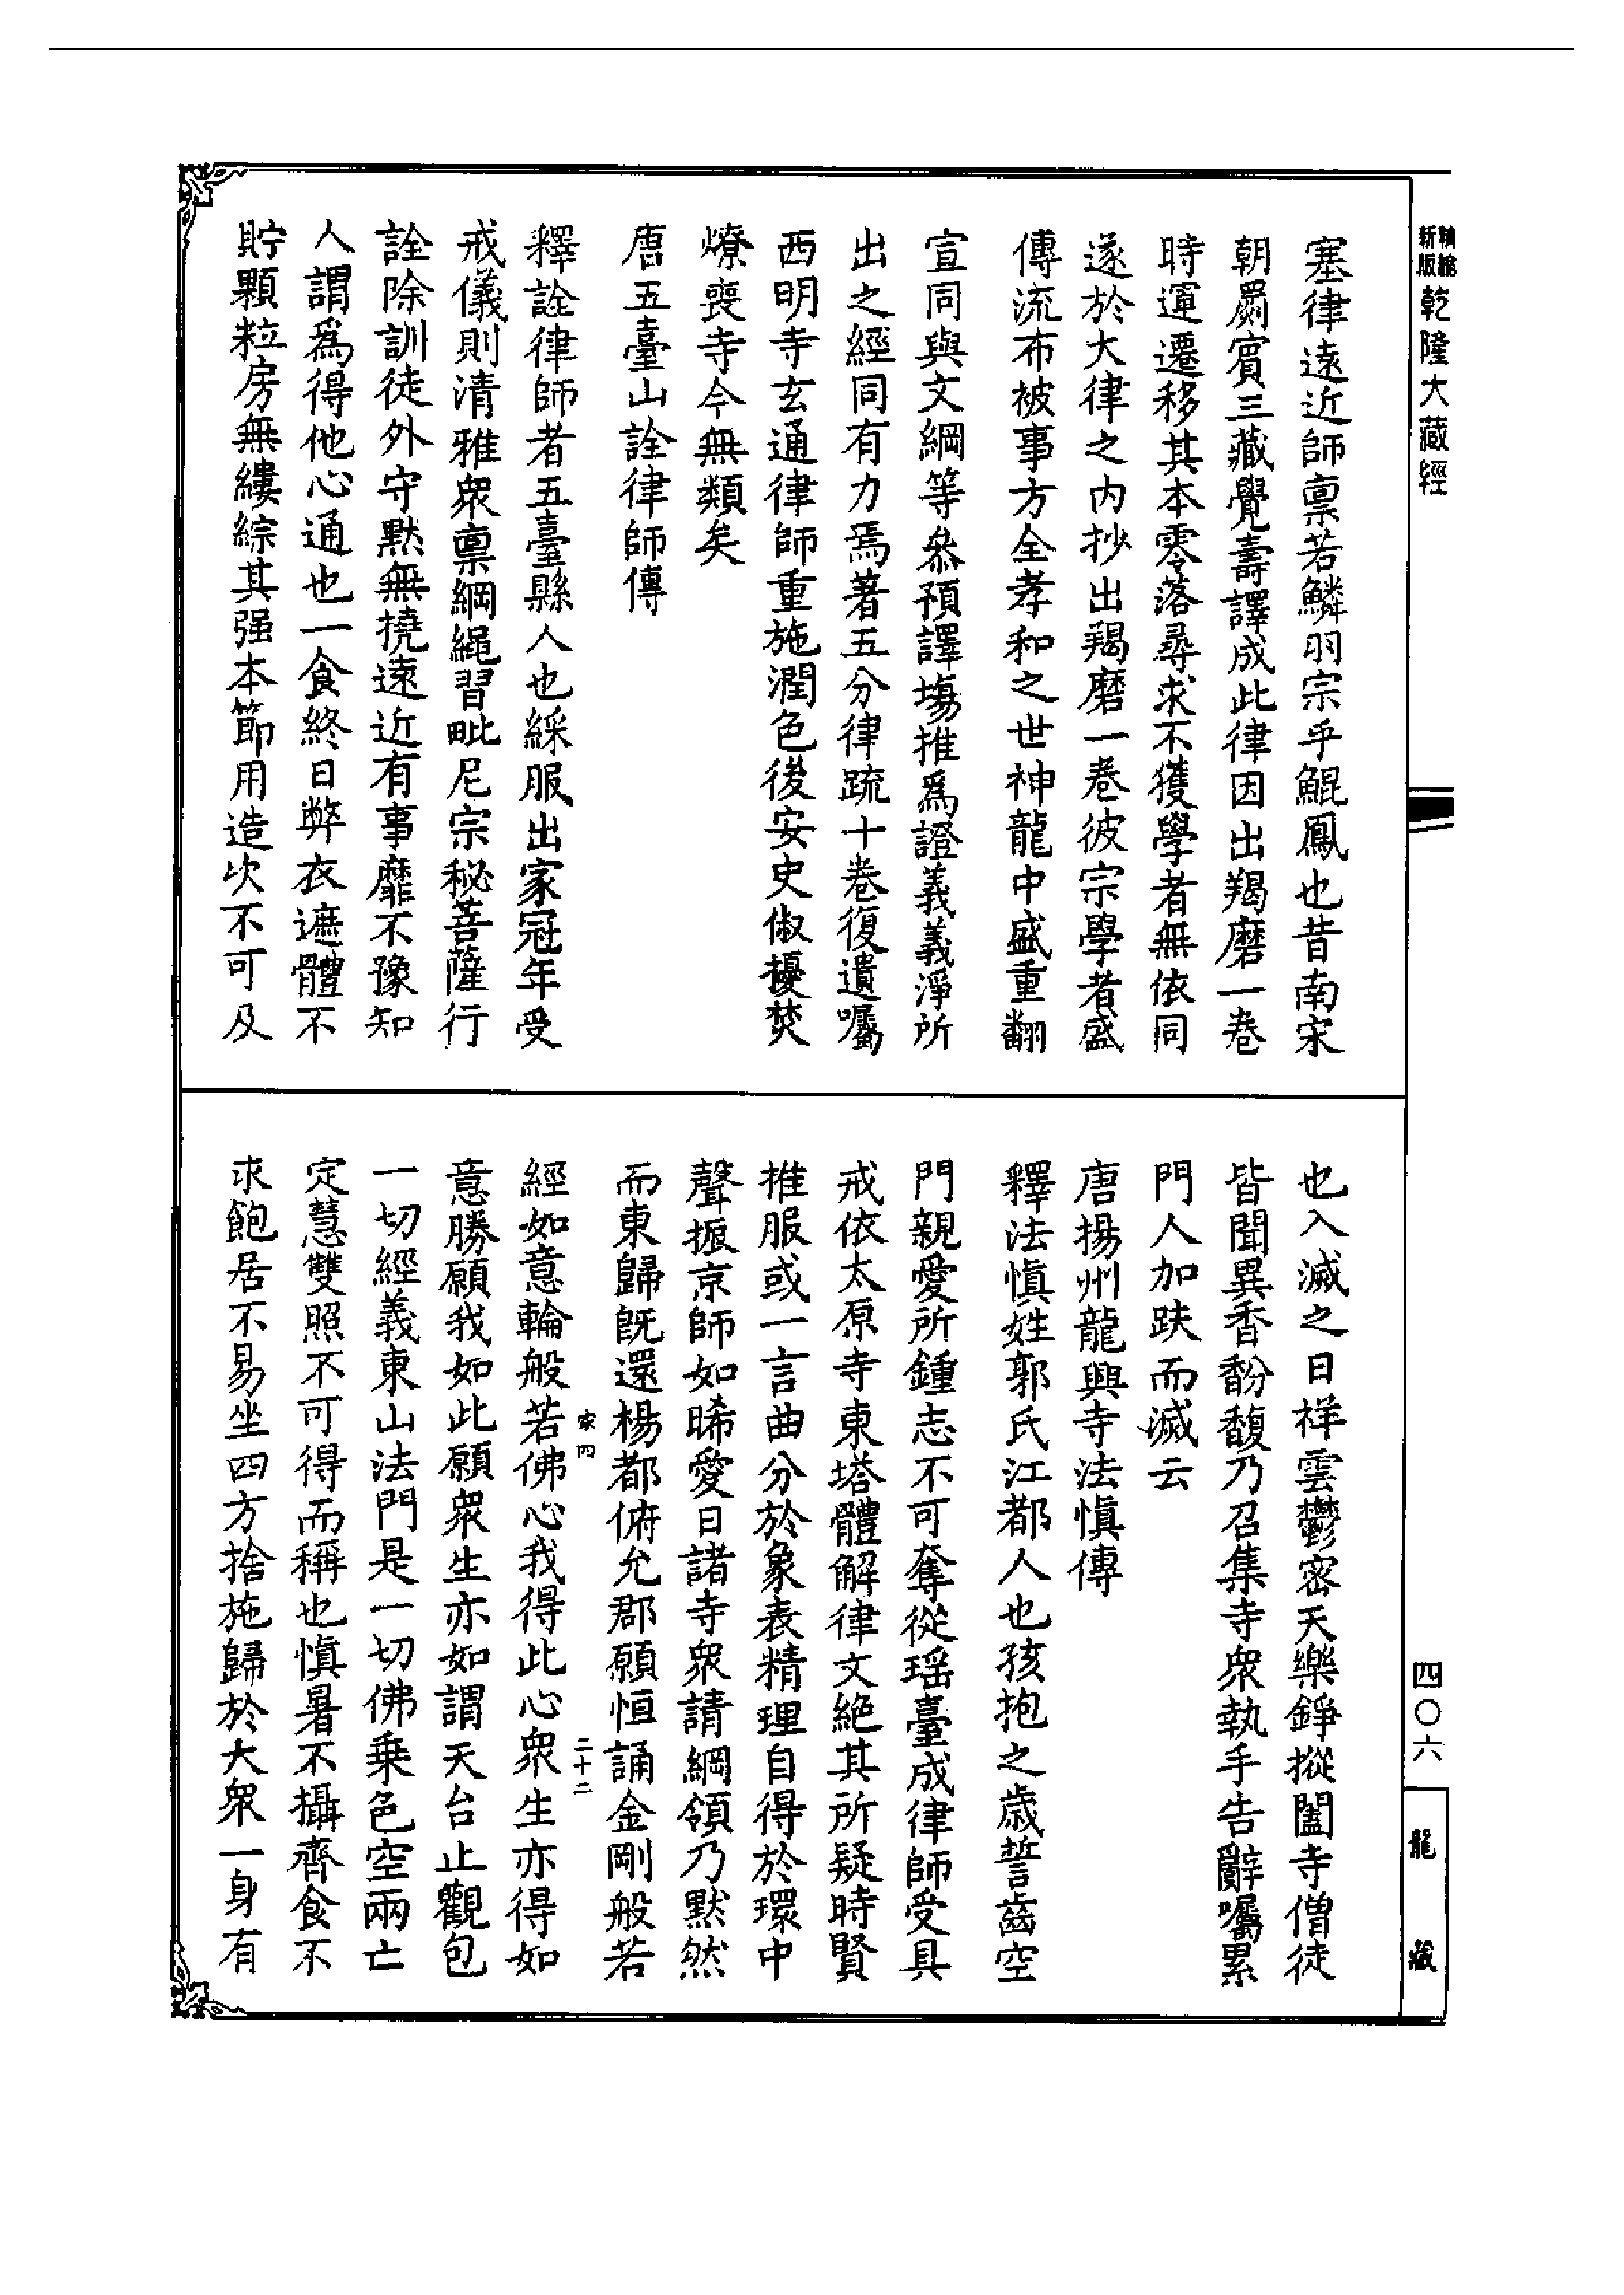 精縮
新版
乾隆大藏經
塞律遠近師稟若鱗羽宗乎鯤鳳也昔南宋
朝罽賓三藏覺壽譯成此律因出羯磨一卷
時運遷移其本零落尋求不獲學者無依同
遂於大律之內抄出羯磨一卷彼宗學者盛
傳流布被事方全孝和之世神龍中盛重翻
宣同與文綱等叅預譯場推爲證義義淨所
出之經同有力焉著五分律疏十卷復遺囑
西明寺玄通律師重施潤色後安史俶擾焚
燎喪寺今無類矣
唐五臺山詮律師傳
釋詮律師者五臺縣人也綵服出家冠年受
戒儀則清雅衆稟綱繩習毗尼宗秘菩薩行
詮除訓徒外守默無撓遠近有事靡不豫知
人謂爲得他心通也一食終日弊衣遮體不
貯顆粒房無縷綜其强本節用造次不可及
也入滅之日祥雲鬱密天樂錚摐闔寺僧徒
皆聞異香馚馥乃召集寺衆執手告辭囑累
門人加趺而滅云
唐揚州龍興寺法慎傳
釋法慎姓郭氏江都人也孩抱之歲誓齒空
門親愛所鍾志不可奪從瑶臺成律師受具
戒依太原寺東塔體解律文絶其所疑時賢
推服或一言曲分於象表精理自得於環中
聲振京師如晞愛日諸寺衆請綱領乃默然
而東歸旣還楊都俯允郡願恒誦金剛般若
家四
二十二
經如意輪般若佛心我得此心衆生亦得如
意勝願我如此願衆生亦如謂天台止觀包
一切經義東山法門是一切佛乘色空兩亡
定慧雙照不可得而稱也慎暑不攝齊食不
求飽居不易坐四方捨施歸於大衆一身有
四〇六
龍藏